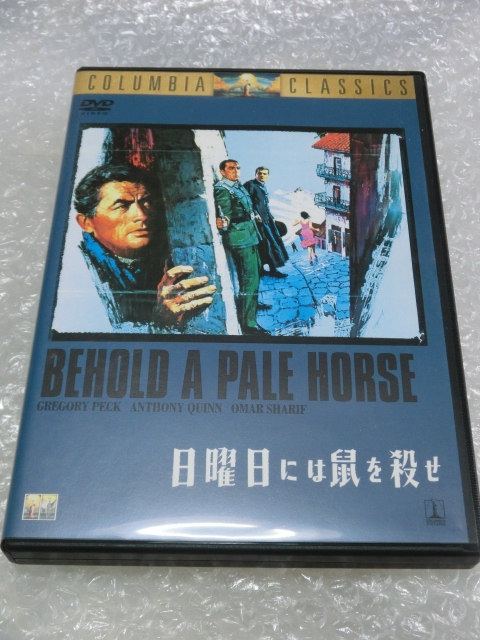 COLUMBIA CLASSICS
DVD
VIDEO
BEHOLD A PALE HORSE
GREGORY PECK ANTHONY QUINN OMAR SHARIF
日曜日には鼠を殺せ